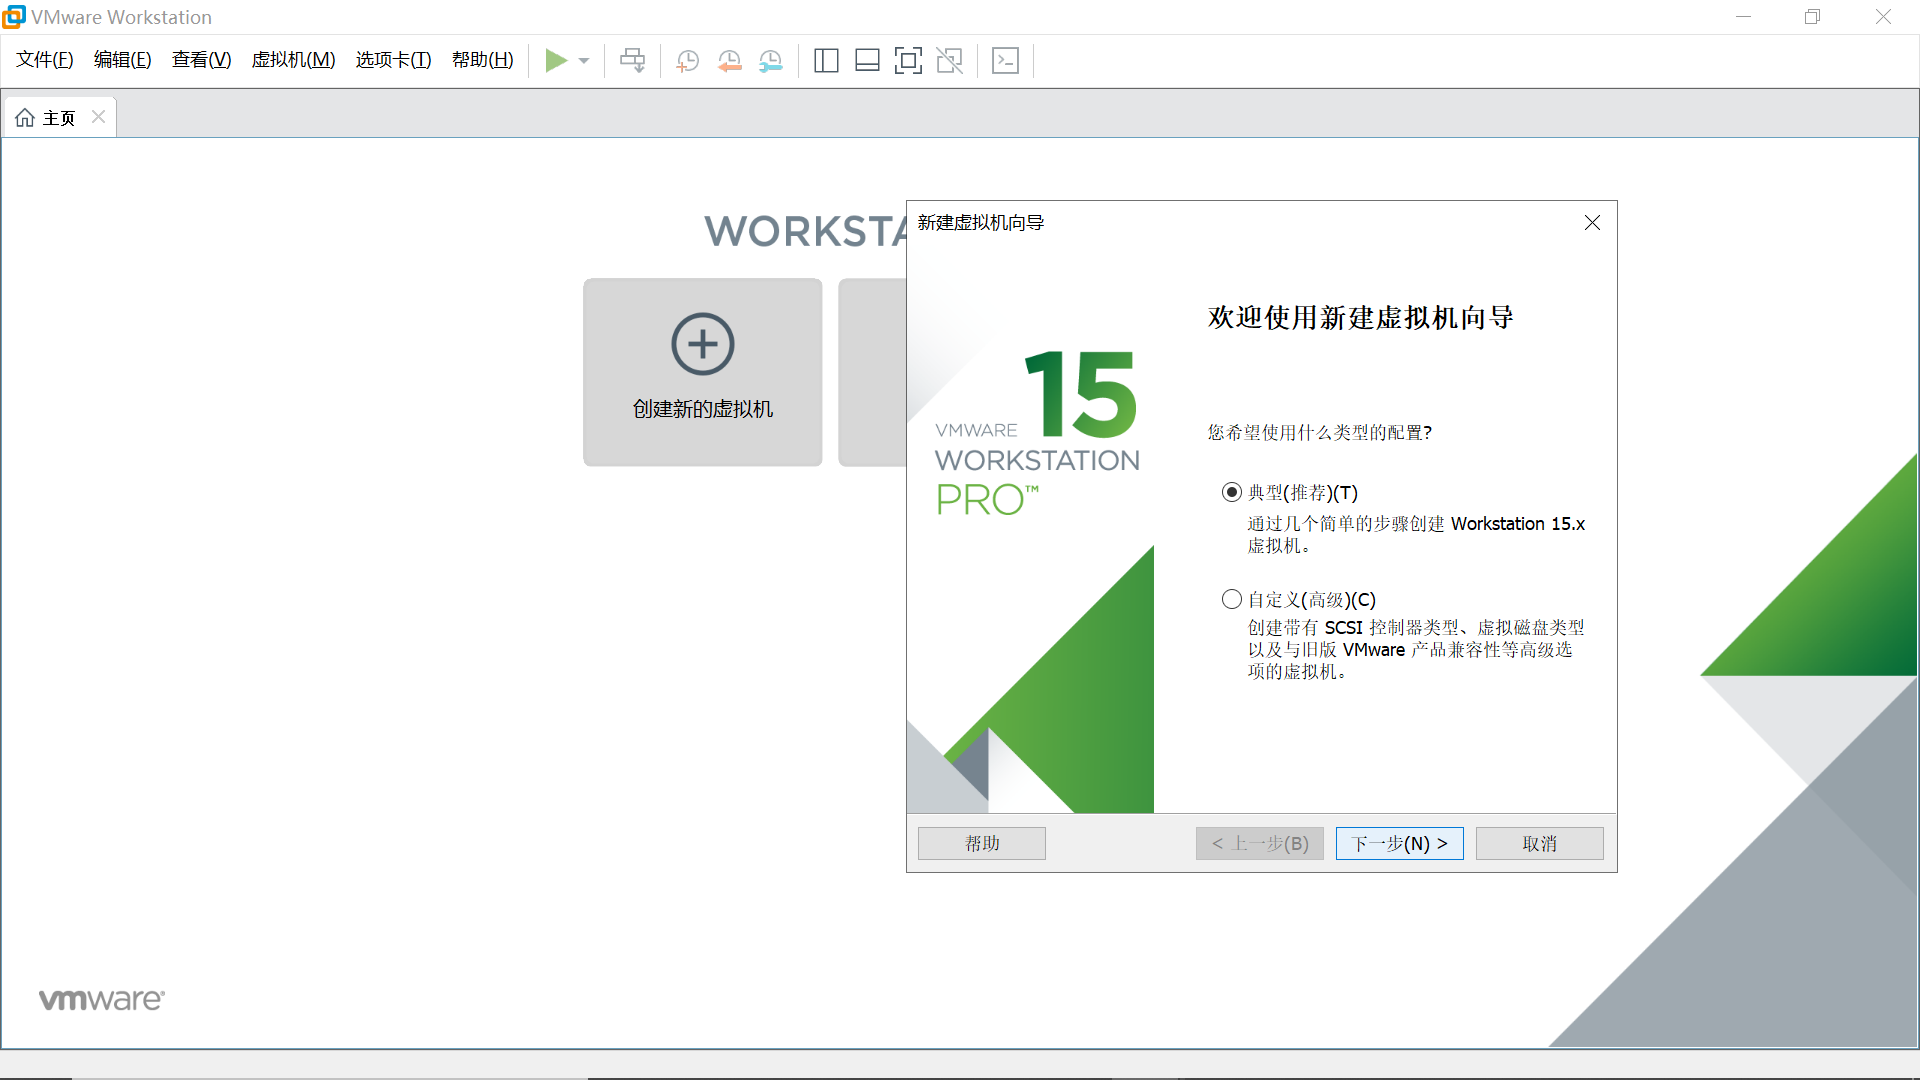 VMware Workstation
文件(F) 编辑(E) 查看(V) 虚拟机(M) 选项卡(T) 帮助(H)
主页
WORKSTA
创建新的虚拟机
新建虚拟机向导
15
VMWARE
WORKSTATION
PRO™
欢迎使用新建虚拟机向导
您希望使用什么类型的配置?
典型(推荐)(T)
通过几个简单的步骤创建 Workstation 15.x
虚拟机。
自定义(高级)(C)
创建带有 SCSI 控制器类型、虚拟磁盘类型
以及与旧版 VMware 产品兼容性等高级选
项的虚拟机。
帮助
< 上一步(B)
下一步(N) >
取消
vmware®